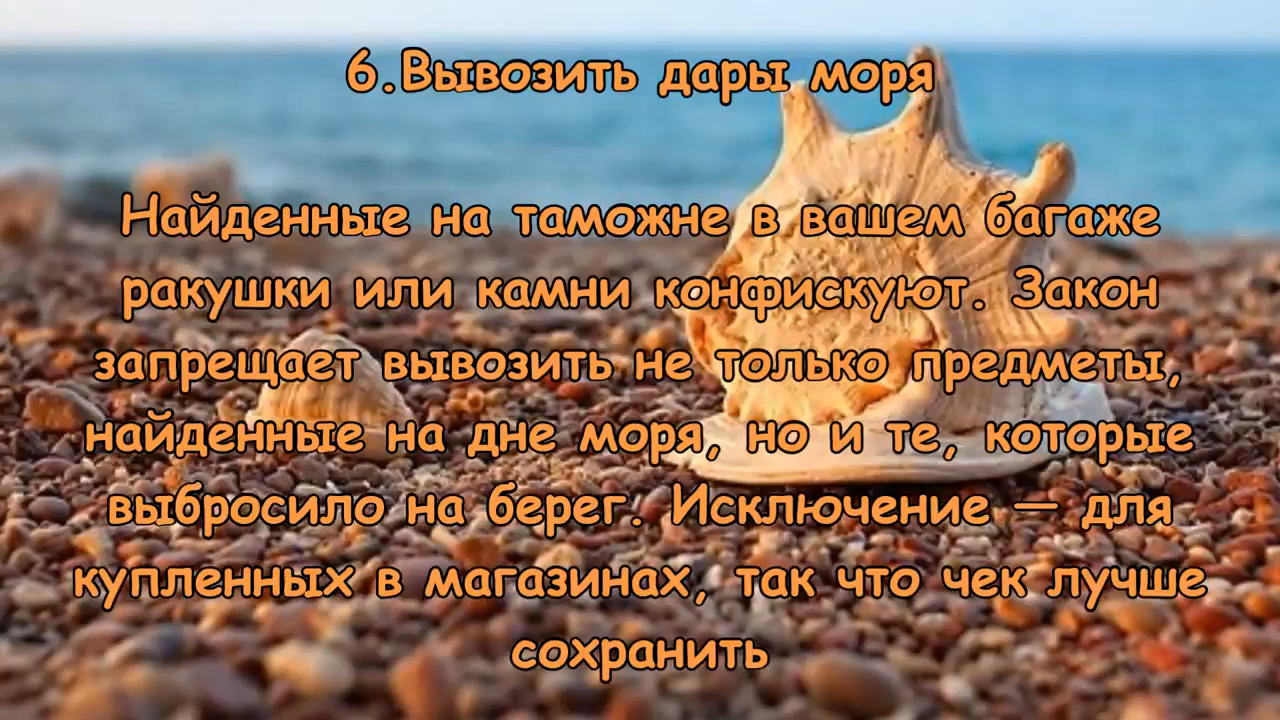 6.Вывозить дары моря
Найденные на таможне в вашем багаже
ракушки или камни конфискуют. Закон
запрещает вывозить не только предметы,
найденные на дне моря, но и те, которые
выбросило на берег. Исключение — для
купленных в магазинах, так что чек лучше
сохранить